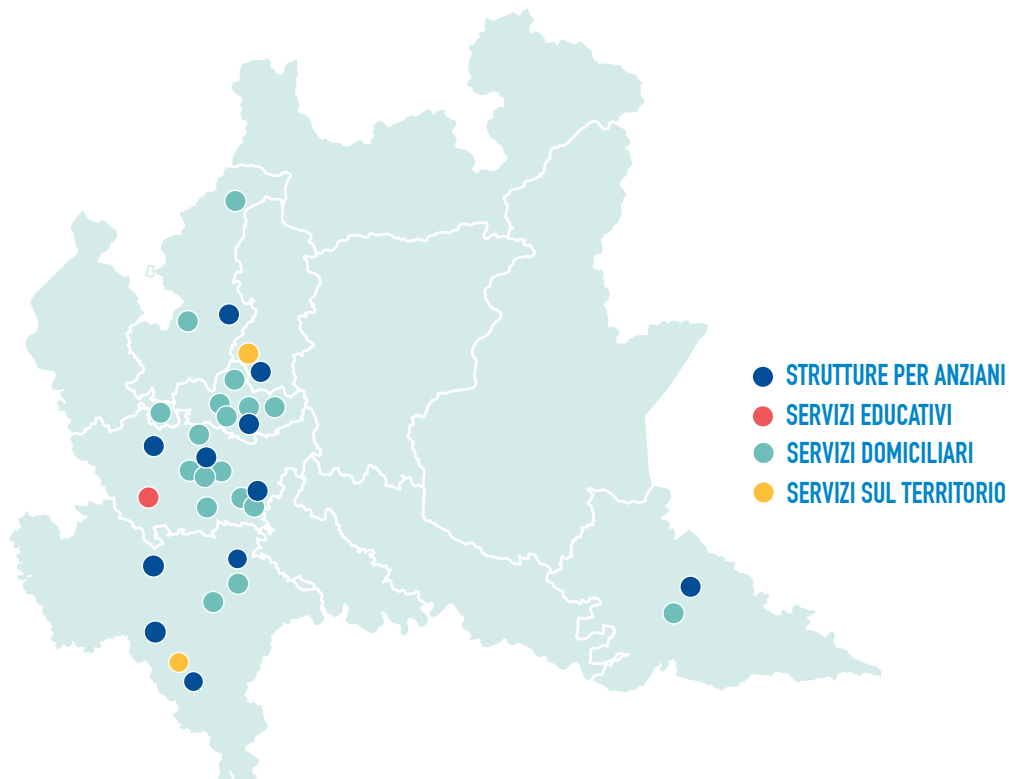 STRUTTURE PER ANZIANI
SERVIZI EDUCATIVI
SERVIZI DOMICILIARI
SERVIZI SUL TERRITORIO